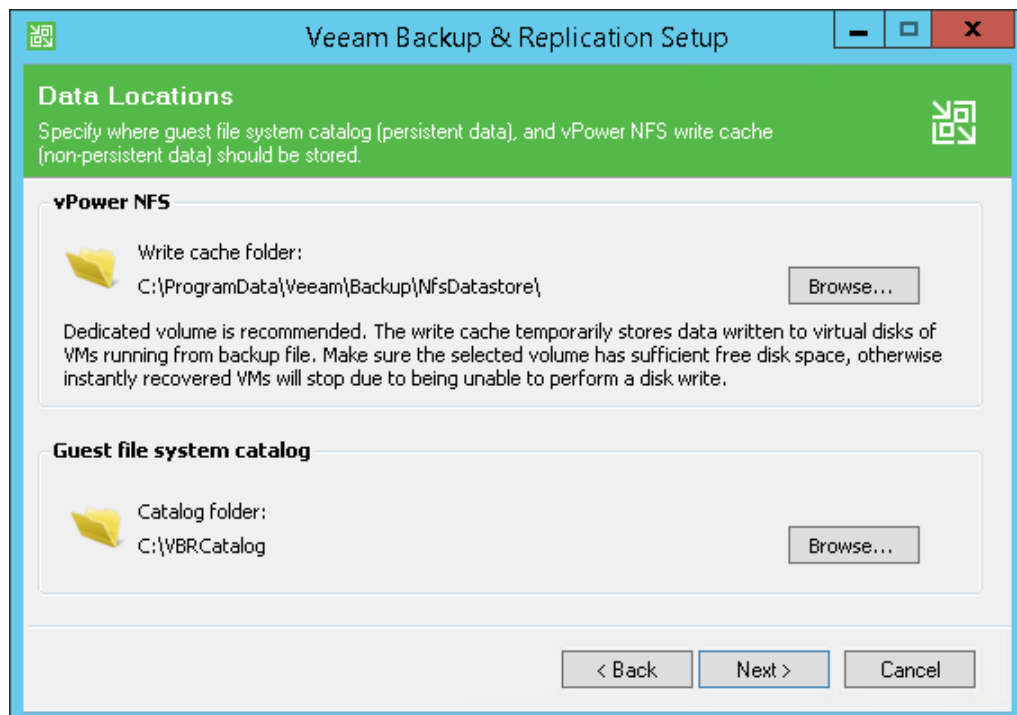 Veeam Backup & Replication Setup
Data Locations
Specify where guest file system catalog (persistent data), and vPower NFS write cache
(non-persistent data) should be stored.
vPower NFS
Write cache folder:
C:\ProgramData\Veeam\Backup\NfsDatastore\
Browse...
Dedicated volume is recommended. The write cache temporarily stores data written to virtual disks of
VMs running from backup file. Make sure the selected volume has sufficient free disk space, otherwise
instantly recovered VMs will stop due to being unable to perform a disk write.
Guest file system catalog
Catalog folder:
C:\VBRCatalog
Browse...
< Back
Next >
Cancel